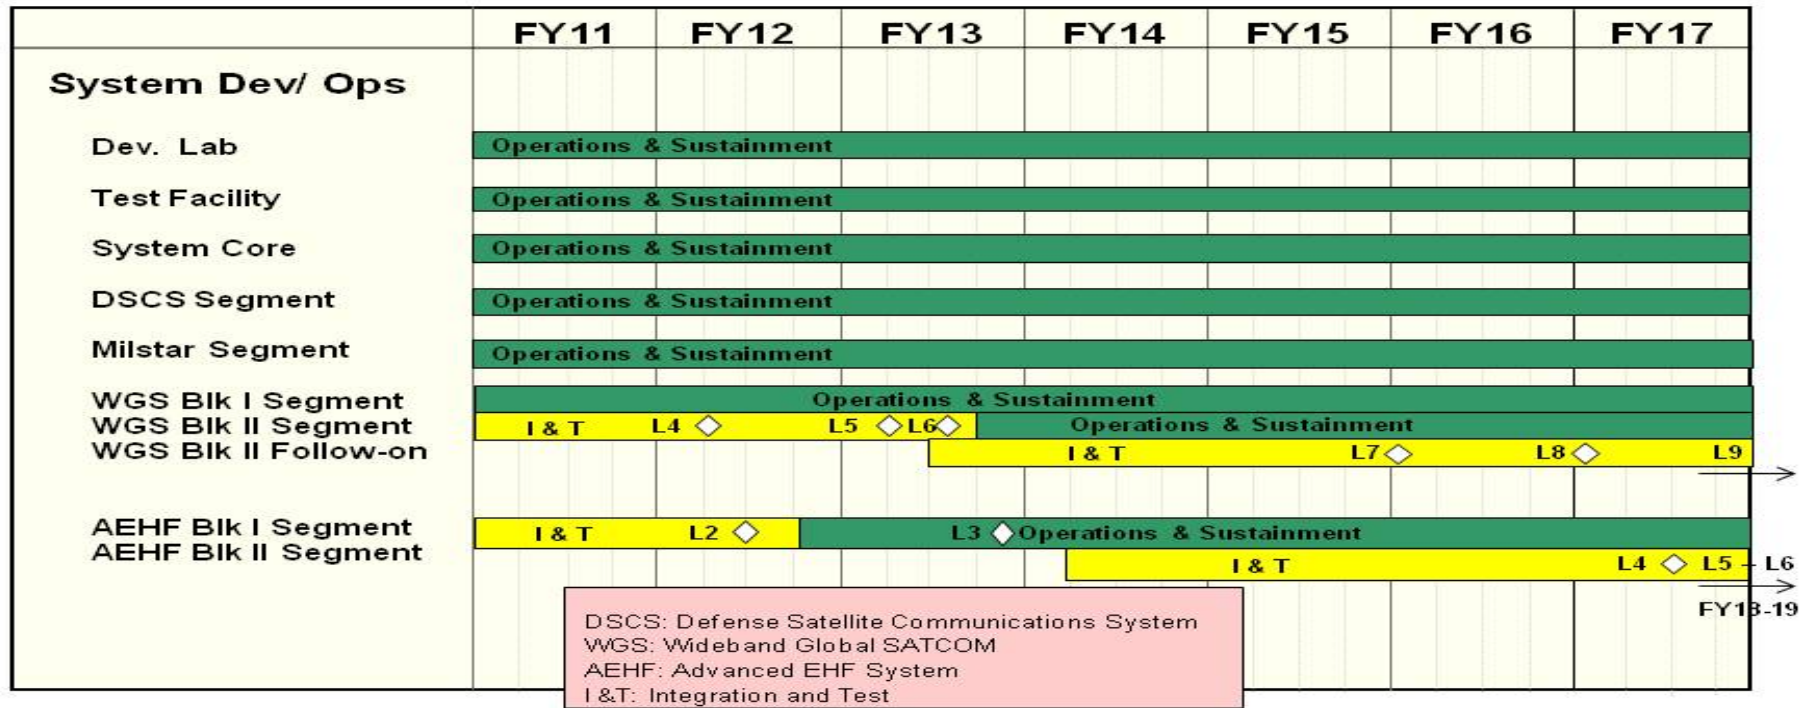 FY11 FY12 FY13 FY14 FY15 FY16 FY17
System Dev/ Ops
Dev. Lab Operations & Sustainment
Test Facility Operations & Sustainment
System Core Operations & Sustainment
DSCS Segment Operations & Sustainment
Milstar Segment Operations & Sustainment
WGS Blk I Segment Operations & Sustainment
WGS Blk II Segment I & T L4 L5 L6 Operations & Sustainment
WGS Blk II Follow-on I & T L7 L8 L9
AEHF Blk I Segment I & T L2 L3 Operations & Sustainment
AEHF Blk II Segment I & T L4 L5 - L6
FY18-19
DSCS: Defense Satellite Communications System
WGS: Wideband Global SATCOM
AEHF: Advanced EHF System
I &T: Integration and Test